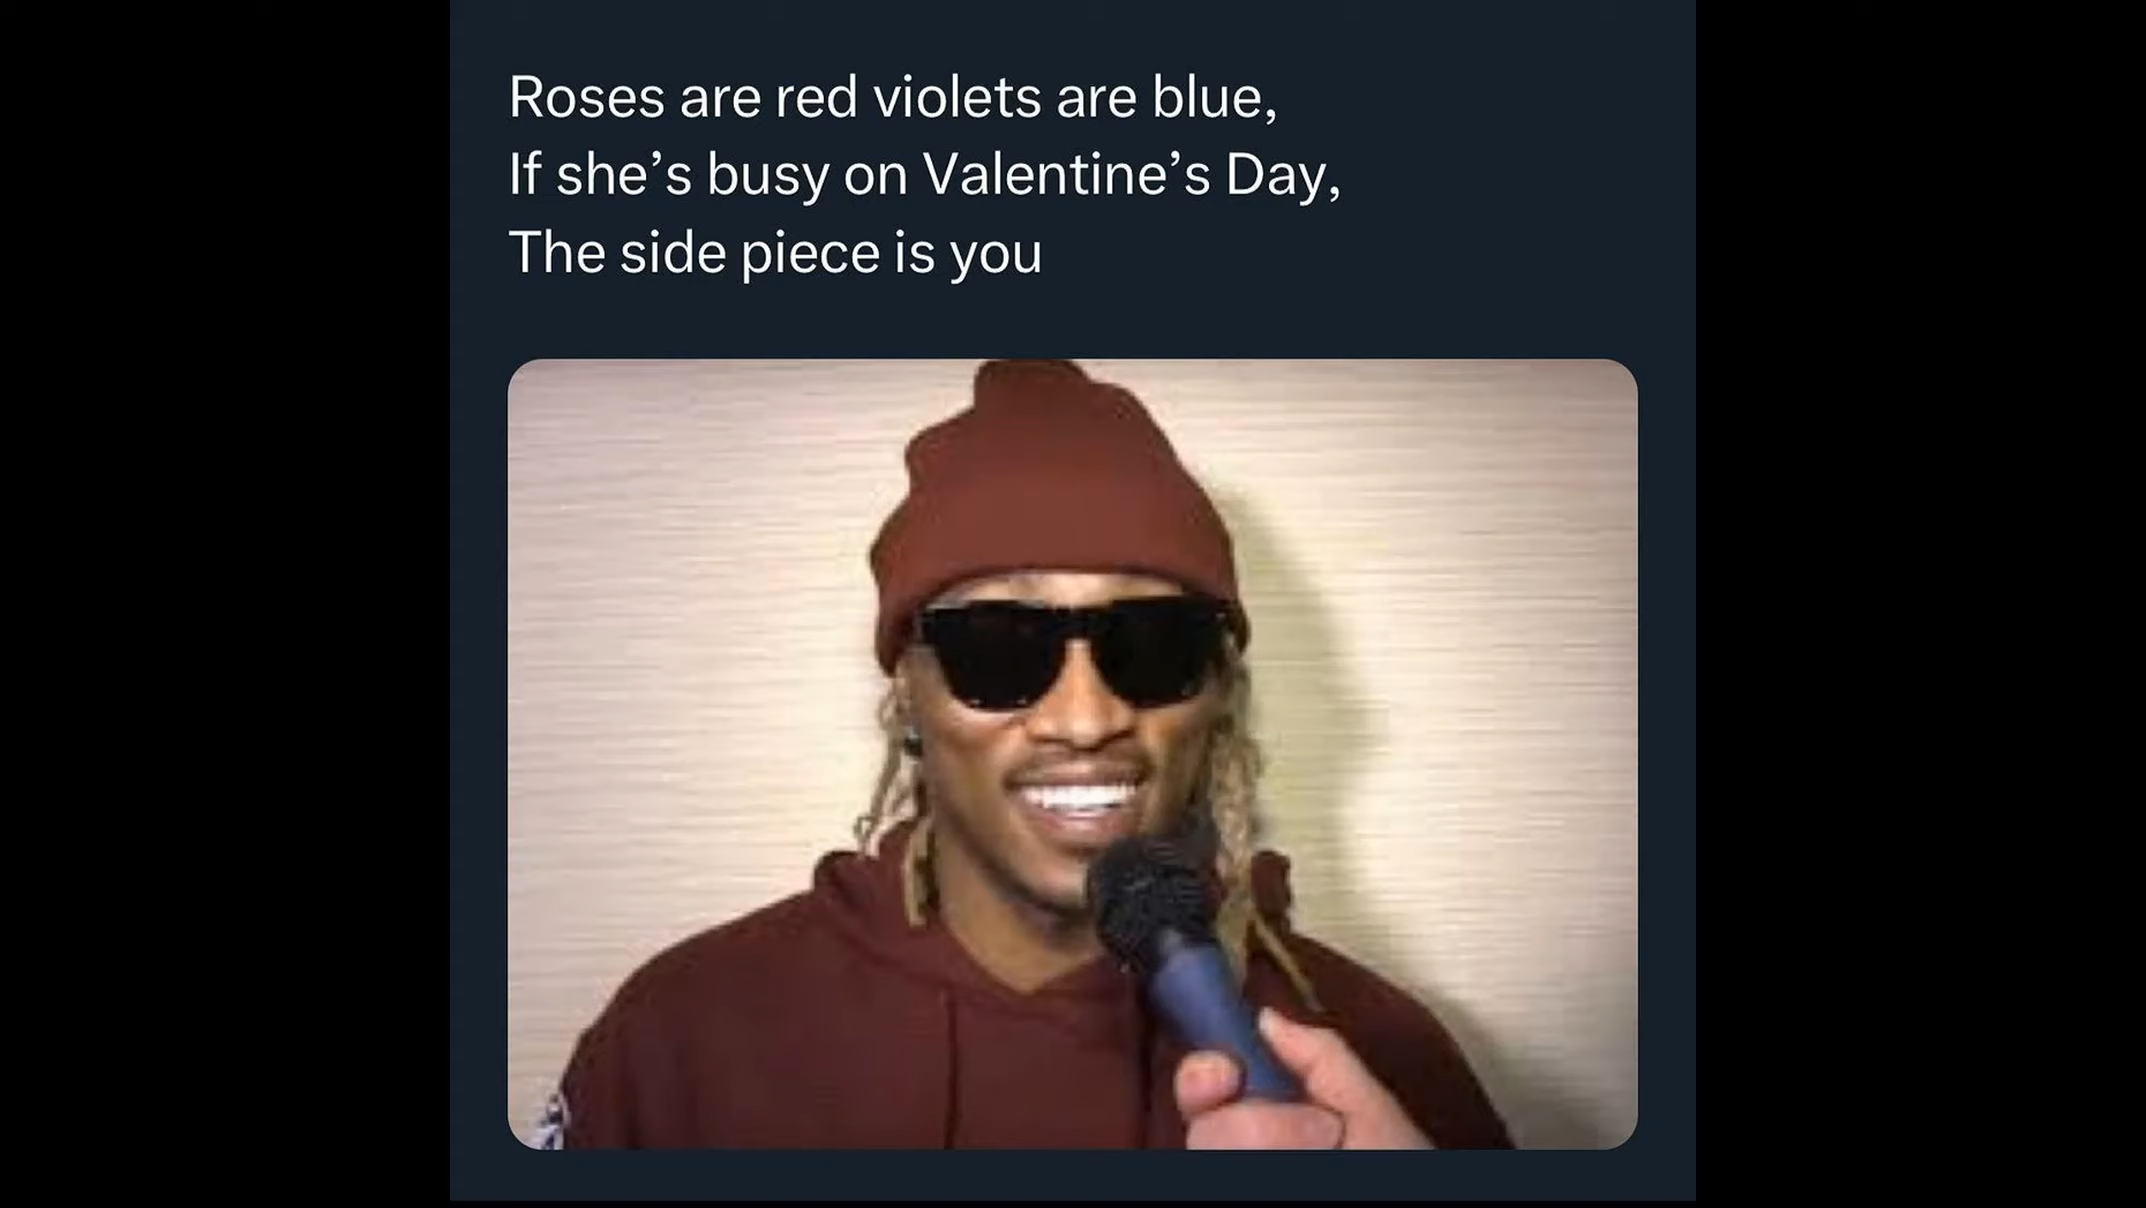 Roses are red violets are blue,
If she’s busy on Valentine’s Day,
The side piece is you